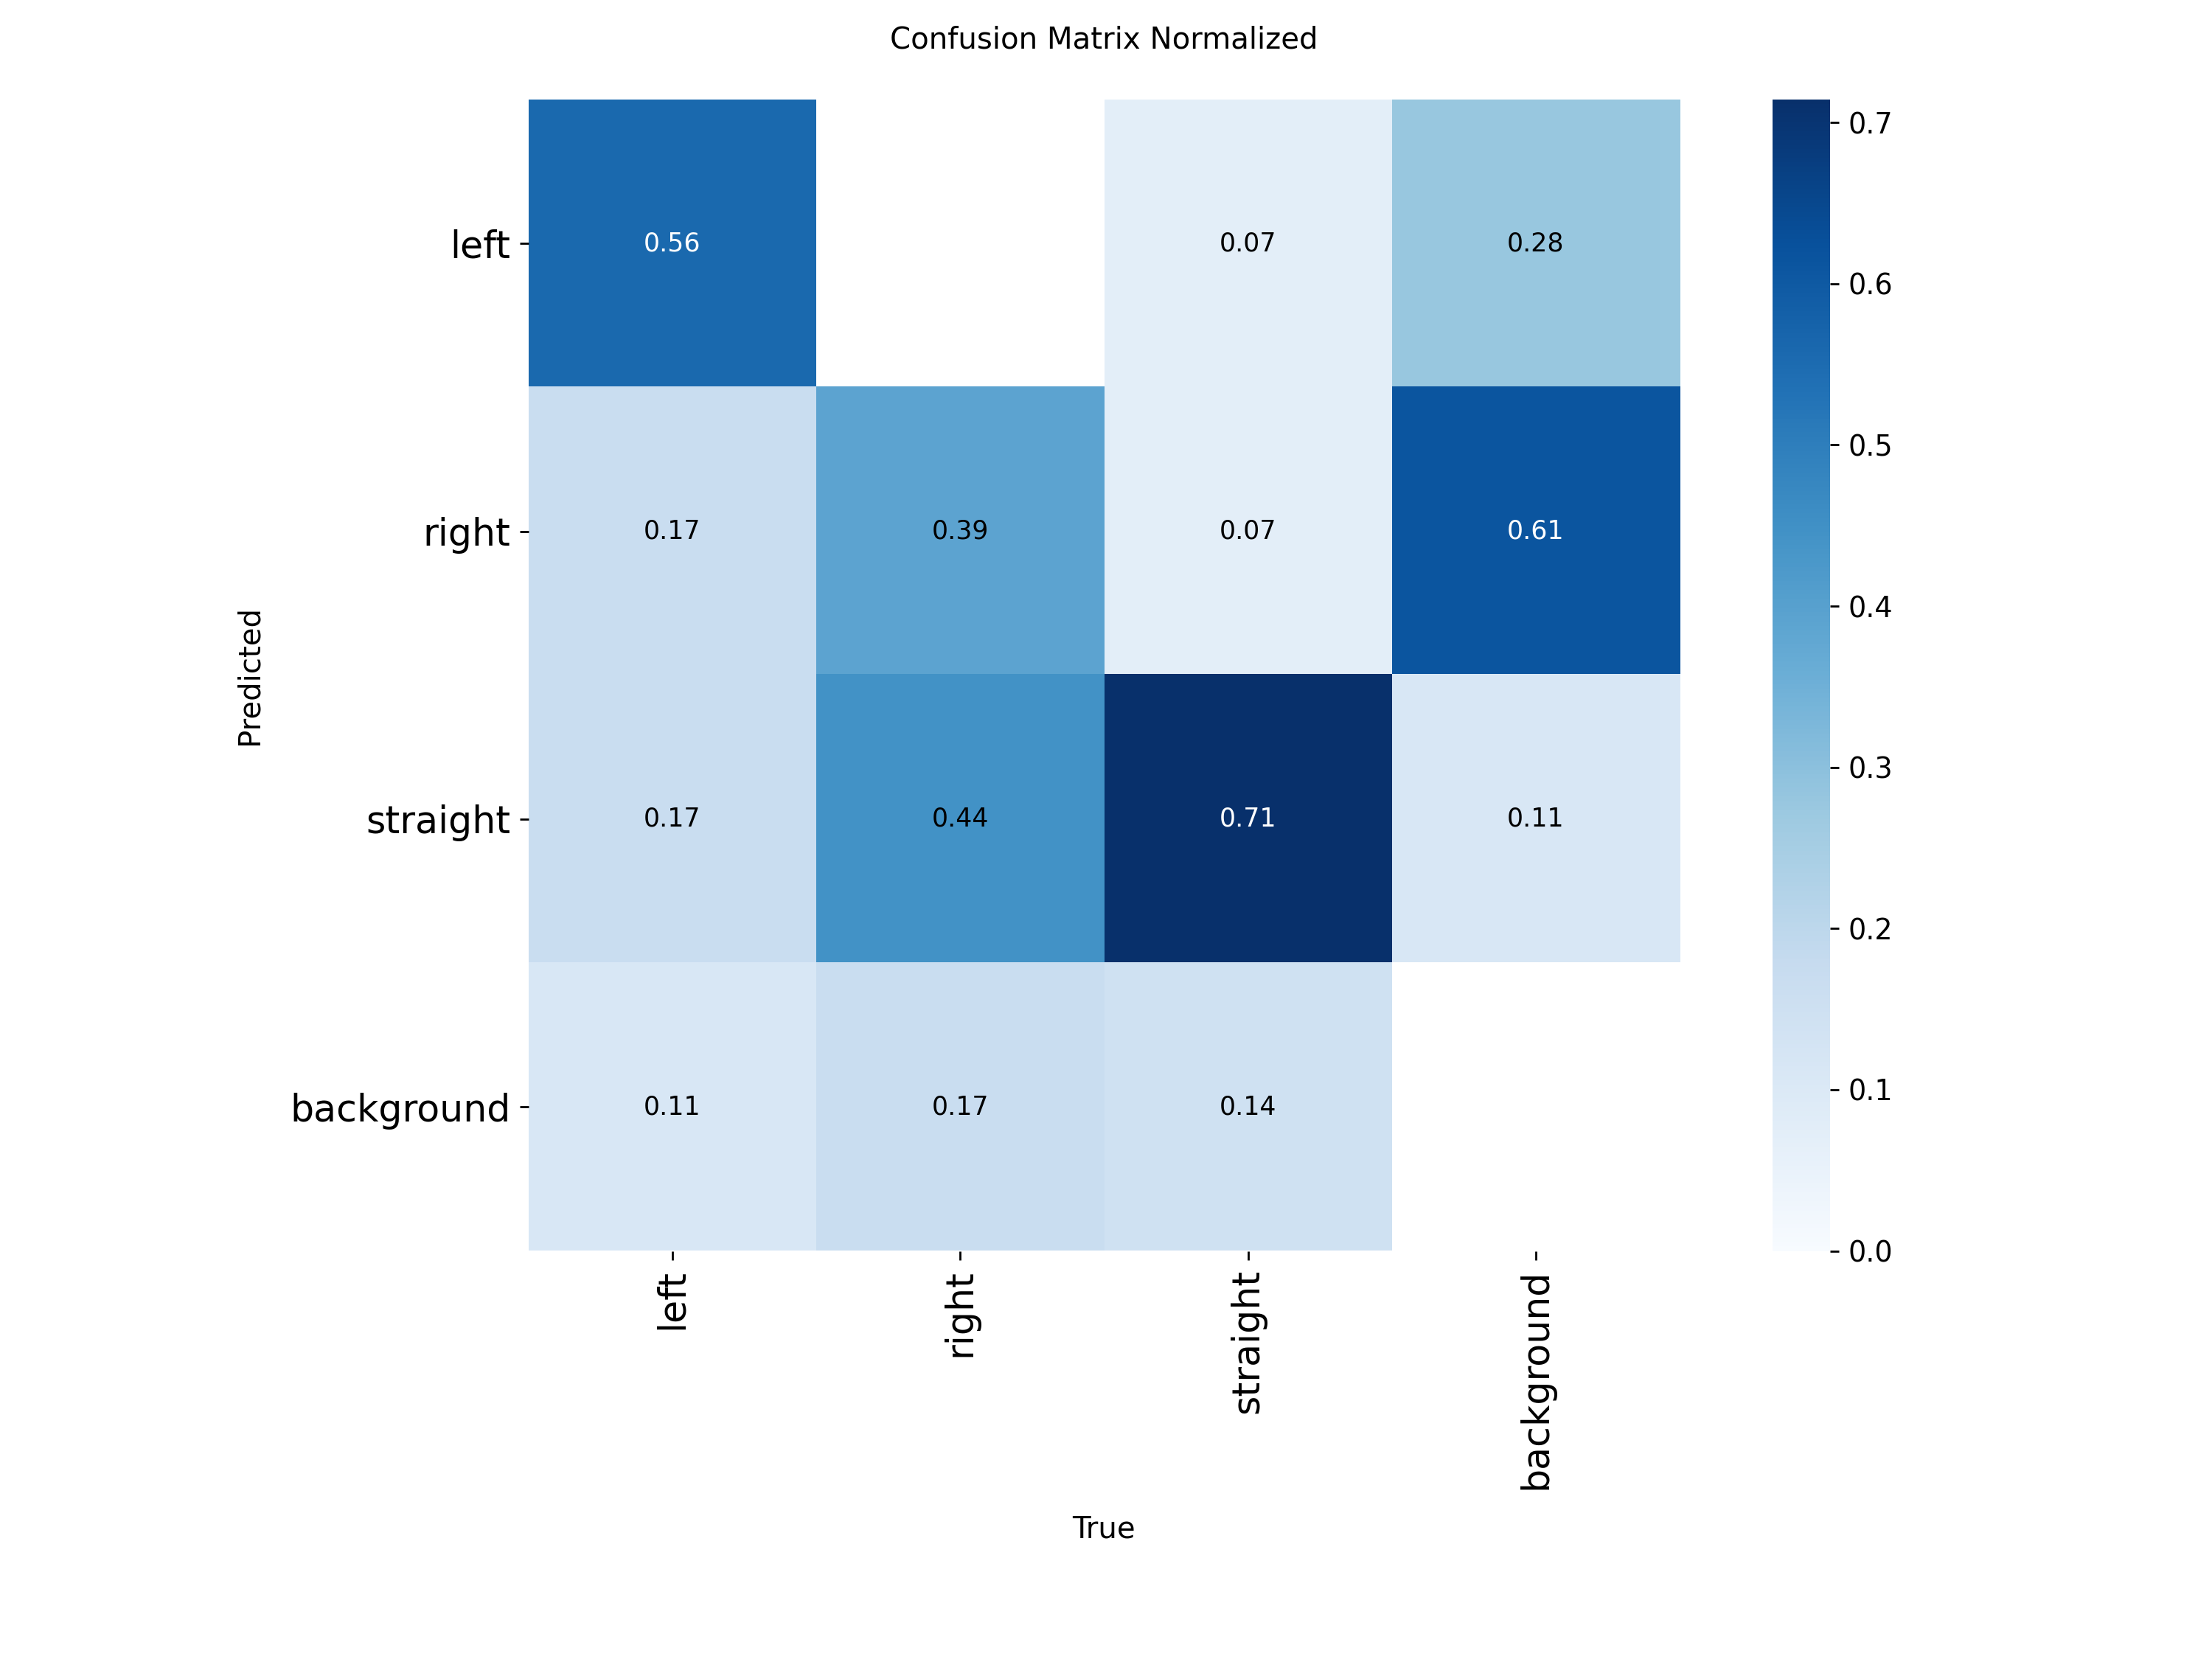 Confusion Matrix Normalized
left 0.56 0.07 0.28
right 0.17 0.39 0.07 0.61
straight 0.17 0.44 0.71 0.11
background 0.11 0.17 0.14
left right straight background
Predicted
True
0.7
0.6
0.5
0.4
0.3
0.2
0.1
0.0